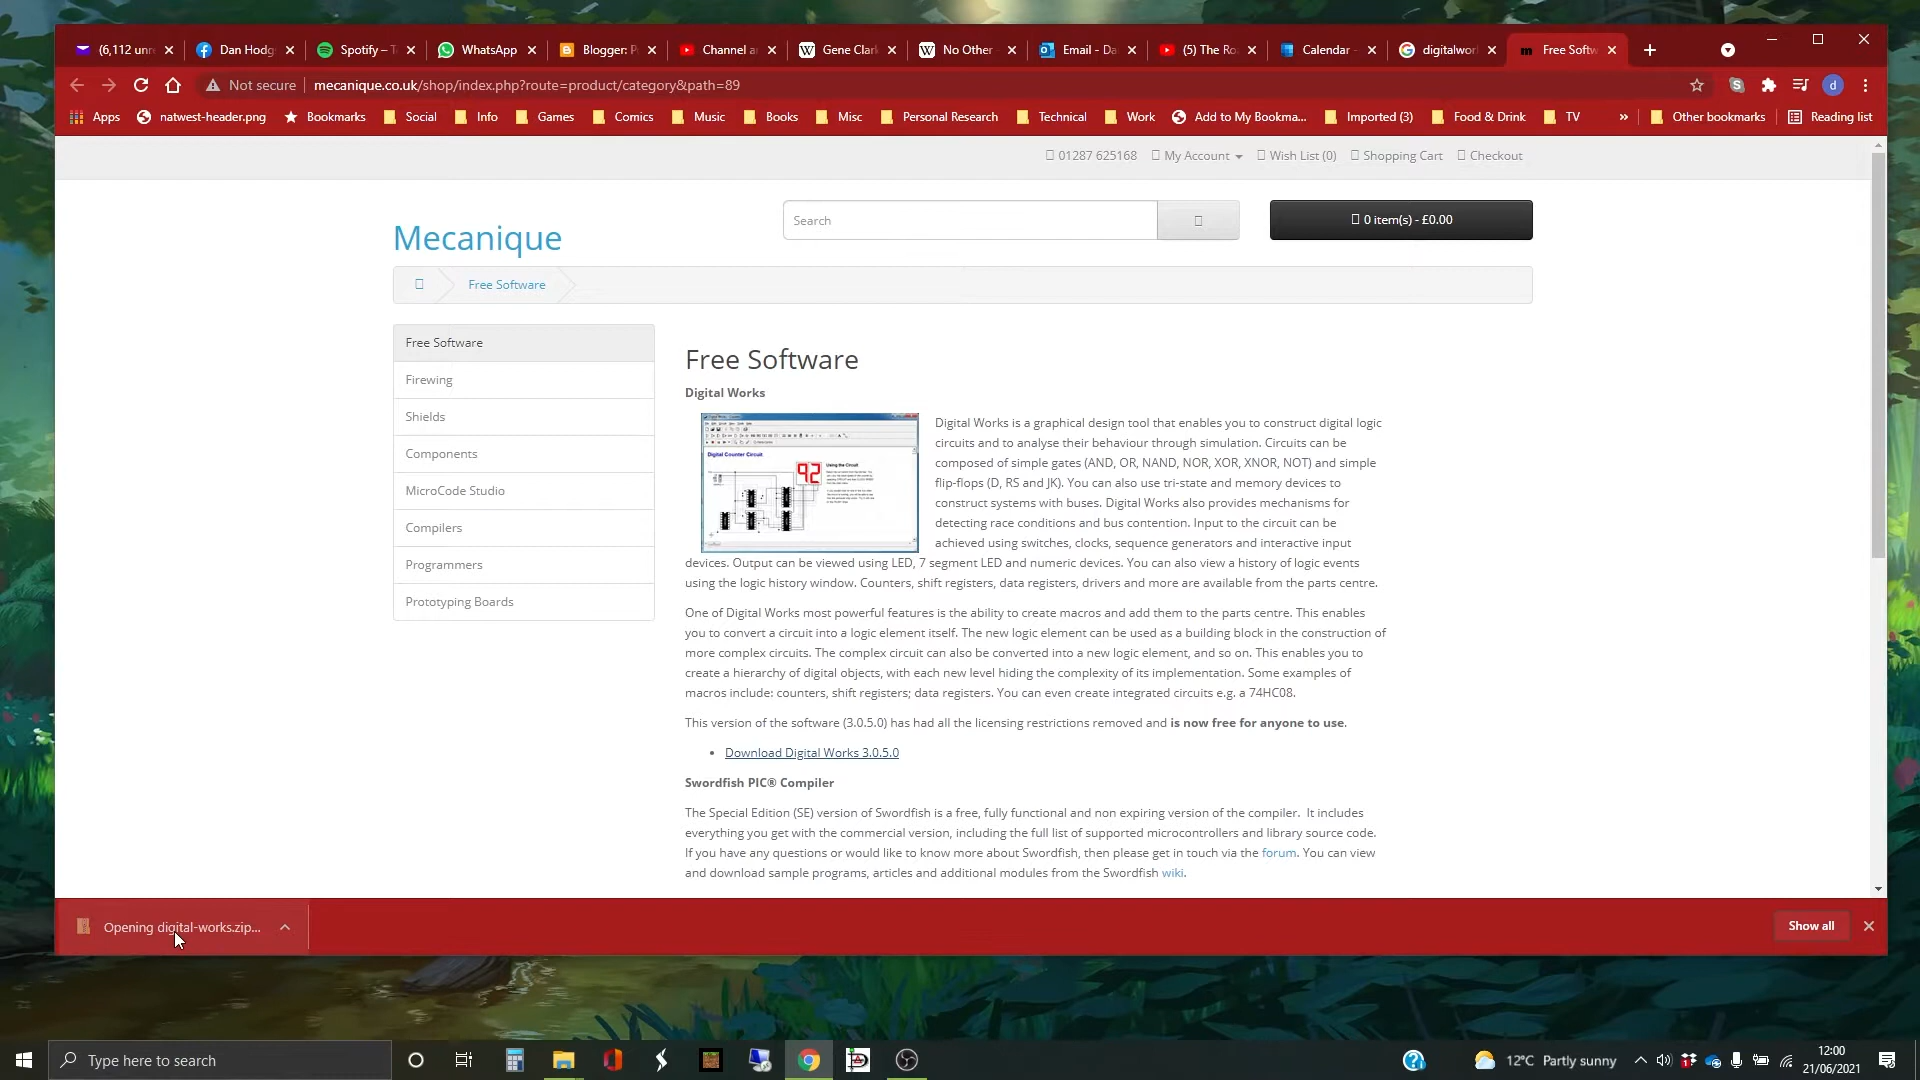 (6,112 unr
Dan Hodg
Spotify – T
WhatsApp
Blogger: P
Channel a
Gene Clar
No Other
Email - Da
(5) The Ro
Calendar
digitalwor
Free Softw
Not secure
mecanique.co.uk/shop/index.php?route=product/category&path=89
Apps
natwest-header.png
Bookmarks
Social
Info
Games
Comics
Music
Books
Misc
Personal Research
Technical
Work
Add to My Bookma...
Imported (3)
Food & Drink
TV
»
Other bookmarks
Reading list
01287 625168
My Account
Wish List (0)
Shopping Cart
Checkout
Mecanique
Search
0 item(s) - £0.00
Free Software
Free Software
Firewing
Shields
Components
MicroCode Studio
Compilers
Programmers
Prototyping Boards
Free Software
Digital Works
Digital Counter Circuit
92
Using the Circuit
Digital Works is a graphical design tool that enables you to construct digital logic
circuits and to analyse their behaviour through simulation. Circuits can be
composed of simple gates (AND, OR, NAND, NOR, XOR, XNOR, NOT) and simple
flip-flops (D, RS and JK). You can also use tri-state and memory devices to
construct systems with buses. Digital Works also provides mechanisms for
detecting race conditions and bus contention. Input to the circuit can be
achieved using switches, clocks, sequence generators and interactive input
devices. Output can be viewed using LED, 7 segment LED and numeric devices. You can also view a history of logic events
using the logic history window. Counters, shift registers, data registers, drivers and more are available from the parts centre.
One of Digital Works most powerful features is the ability to create macros and add them to the parts centre. This enables
you to convert a circuit into a logic element itself. The new logic element can be used as a building block in the construction of
more complex circuits. The complex circuit can also be converted into a new logic element, and so on. This enables you to
create a hierarchy of digital objects, with each new level hiding the complexity of its implementation. Some examples of
macros include: counters, shift registers; data registers. You can even create integrated circuits e.g. a 74HC08.
This version of the software (3.0.5.0) has had all the licensing restrictions removed and is now free for anyone to use.
• Download Digital Works 3.0.5.0
Swordfish PIC® Compiler
The Special Edition (SE) version of Swordfish is a free, fully functional and non expiring version of the compiler. It includes
everything you get with the commercial version, including the full list of supported microcontrollers and library source code.
If you have any questions or would like to know more about Swordfish, then please get in touch via the forum. You can view
and download sample programs, articles and additional modules from the Swordfish wiki.
Opening digital-works.zip...
Show all
Type here to search
12°C Partly sunny
12:00
21/06/2021